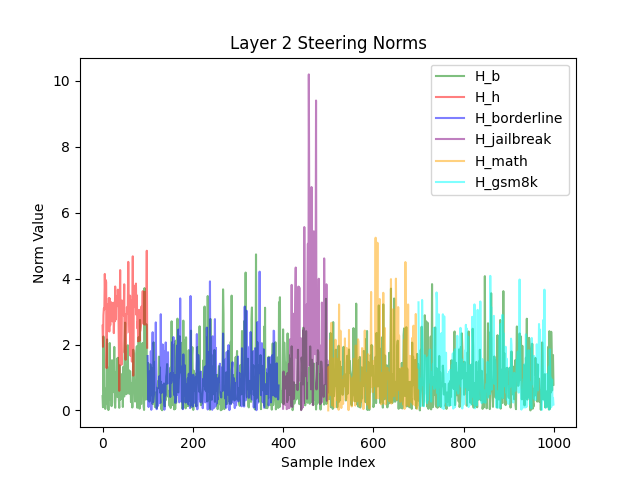 Layer 2 Steering Norms
H_b
H_h
H_borderline
H_jailbreak
H_math
H_gsm8k
Norm Value
10
8
6
4
2
0
0 200 400 600 800 1000
Sample Index